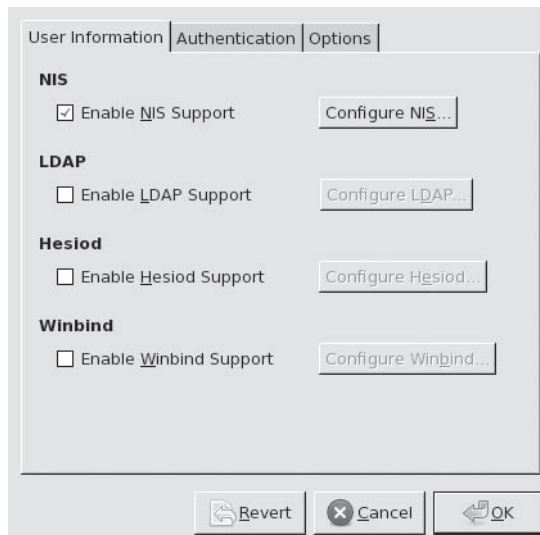 User Information Authentication Options
NIS
Enable NIS Support Configure NIS...
LDAP
Enable LDAP Support Configure LDAP...
Hesiod
Enable Hesiod Support Configure Hesiod...
Winbind
Enable Winbind Support Configure Winbind...
Revert Cancel OK